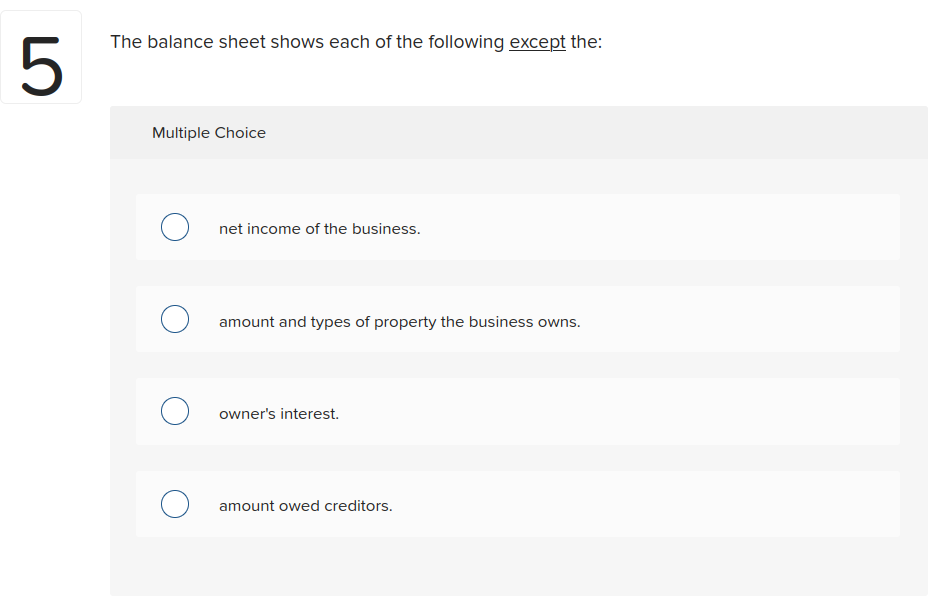 5
The balance sheet shows each of the following except the:
Multiple Choice
net income of the business.
amount and types of property the business owns.
owner's interest.
amount owed creditors.